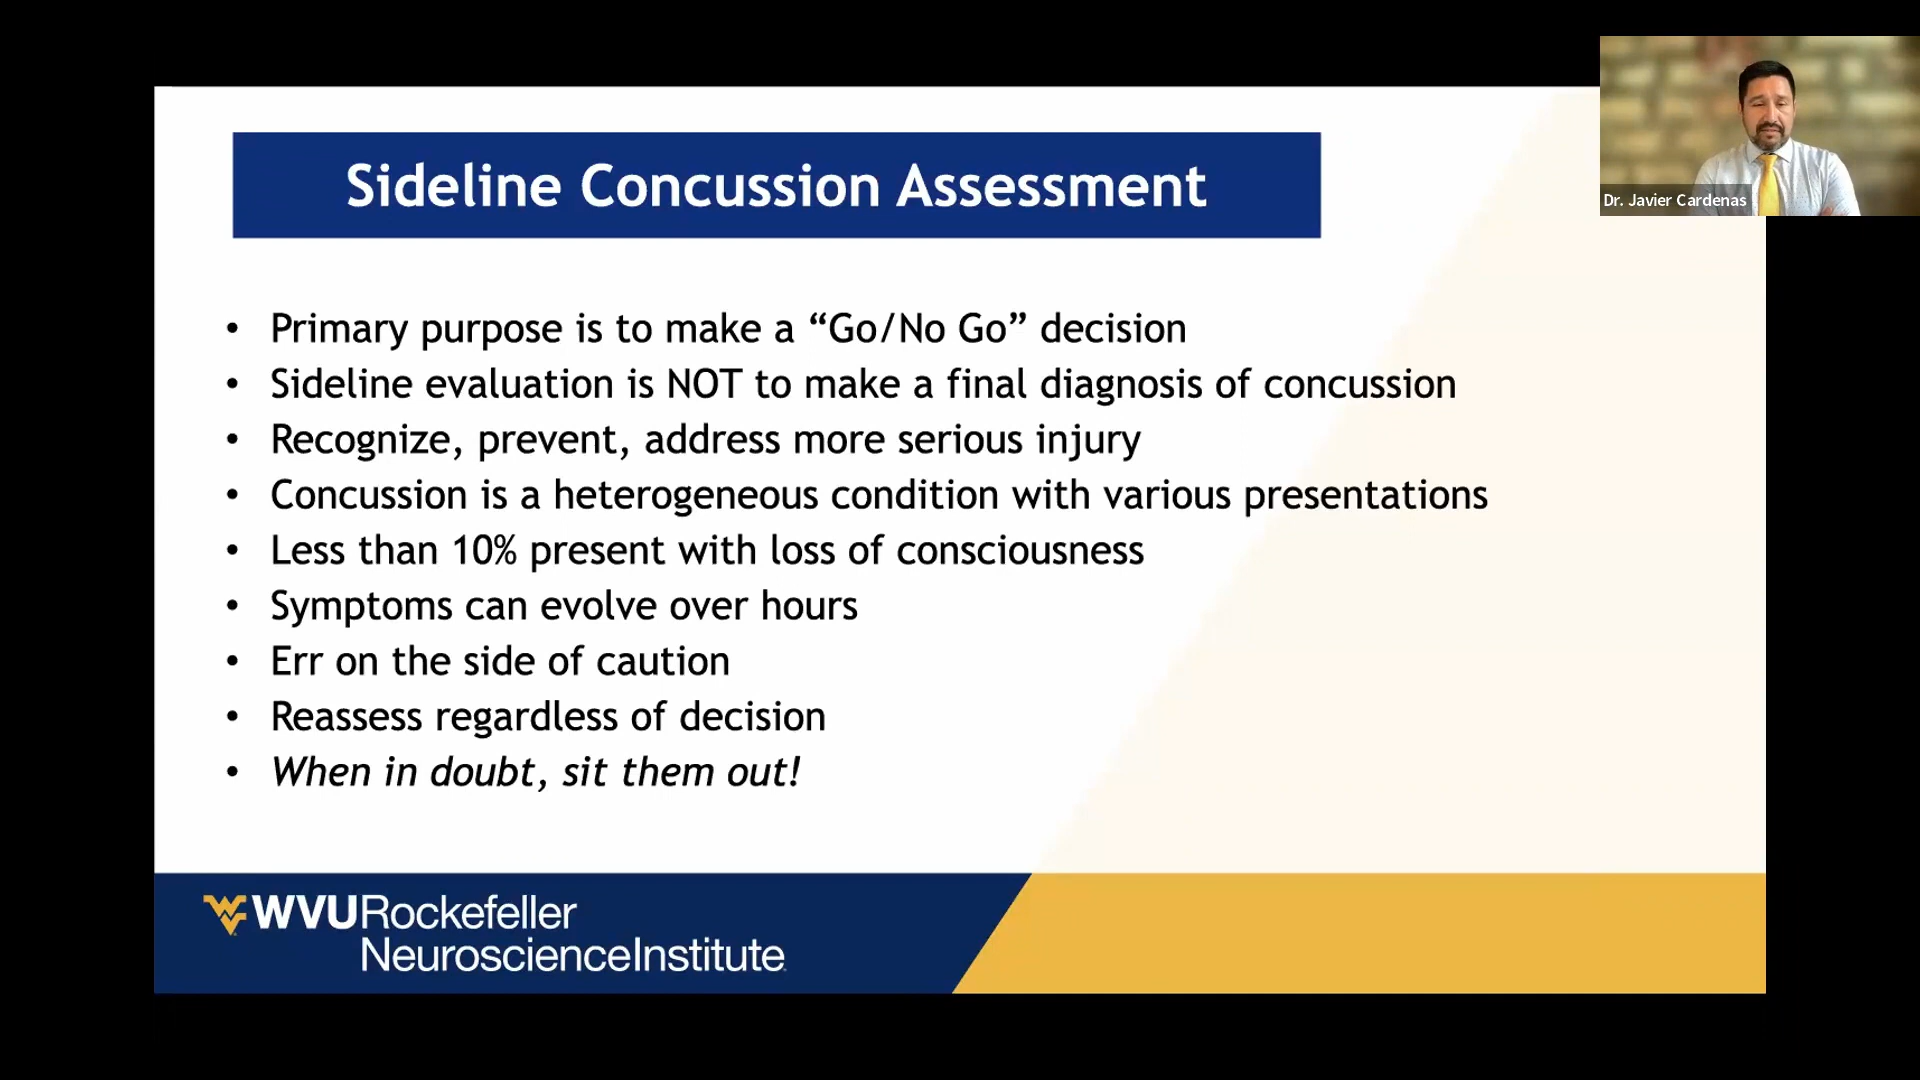 Sideline Concussion Assessment
Dr. Javier Cardenas
• Primary purpose is to make a “Go/No Go” decision
• Sideline evaluation is NOT to make a final diagnosis of concussion
• Recognize, prevent, address more serious injury
• Concussion is a heterogeneous condition with various presentations
• Less than 10% present with loss of consciousness
• Symptoms can evolve over hours
• Err on the side of caution
• Reassess regardless of decision
• When in doubt, sit them out!
WVURockefeller
NeuroscienceInstitute